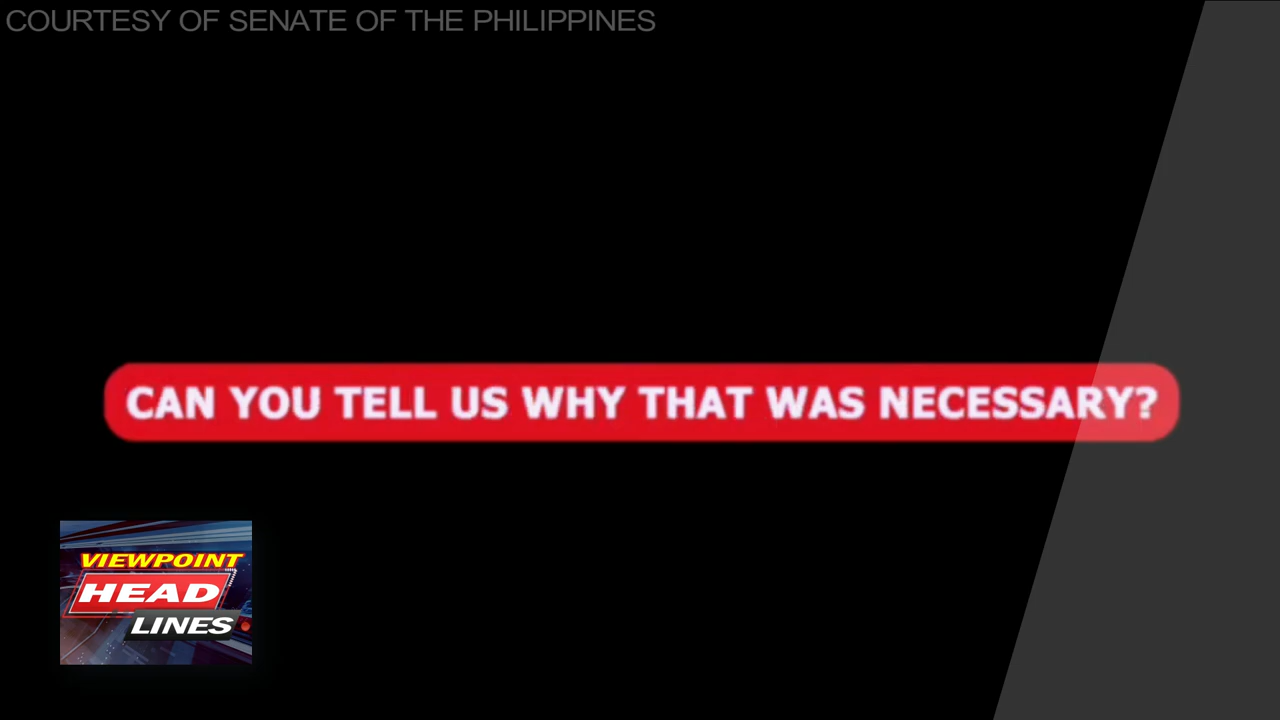 COURTESY OF SENATE OF THE PHILIPPINES
CAN YOU TELL US WHY THAT WAS NECESSARY?
VIEWPOINT
HEAD
LINES